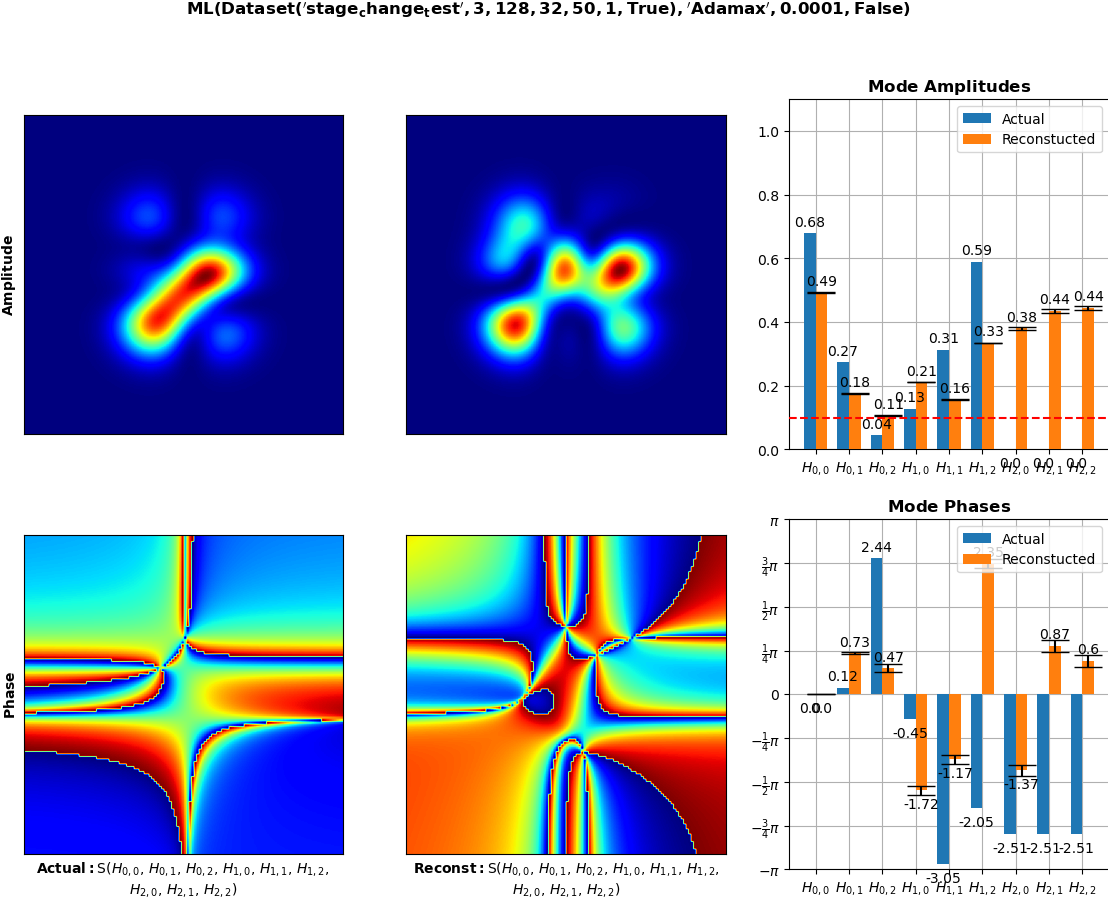 ML(Dataset('stage_change_test', 3, 128, 32, 50, 1, True), 'Adamax', 0.0001, False)
Amplitude
Mode Amplitudes
Actual
Reconstucted
1.0
0.8
0.6
0.4
0.2
0.0
0.68
0.49
0.27
0.18
0.04
0.11
0.13
0.21
0.31
0.16
0.59
0.33
0.0
0.38
0.0
0.44
0.0
0.44
H0,0 H0,1 H0,2 H1,0 H1,1 H1,2 H2,0 H2,1 H2,2
Phase
Actual: S(H0,0, H0,1, H0,2, H1,0, H1,1, H1,2,
H2,0, H2,1, H2,2)
Reconst: S(H0,0, H0,1, H0,2, H1,0, H1,1, H1,2,
H2,0, H2,1, H2,2)
Mode Phases
Actual
Reconstucted
π
3/4π
1/2π
1/4π
0
−1/4π
−1/2π
−3/4π
−π
0.0
0.0
0.12
0.73
2.44
0.47
-0.45
-1.72
-3.05
-1.17
-2.05
2.35
-2.51
-1.37
-2.51
0.87
-2.51
0.6
H0,0 H0,1 H0,2 H1,0 H1,1 H1,2 H2,0 H2,1 H2,2